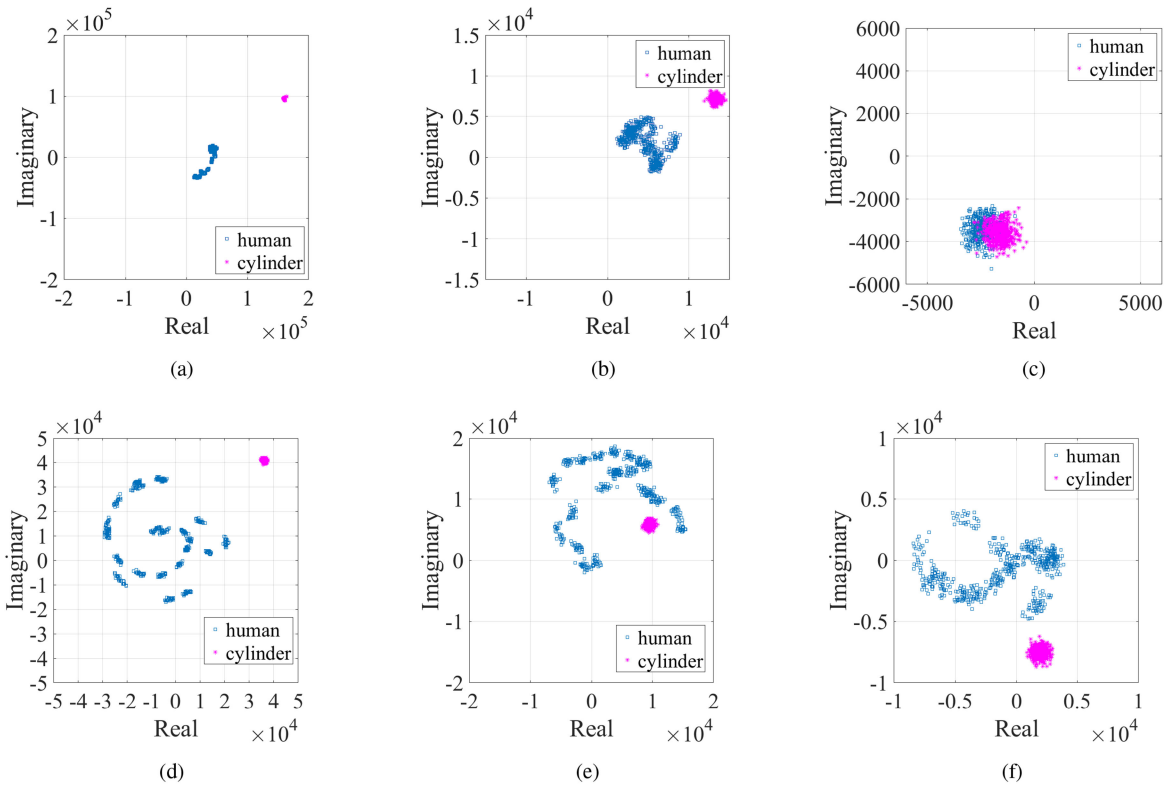 ×10^5
2
1
0
-1
-2
Imaginary
human
cylinder
-2 -1 0 1 2
Real ×10^5
(a)
×10^4
1.5
1
0.5
0
-0.5
-1
-1.5
Imaginary
human
cylinder
-1 0 1
Real ×10^4
(b)
6000
4000
2000
0
-2000
-4000
-6000
Imaginary
human
cylinder
-5000 0 5000
Real
(c)
×10^4
5
4
3
2
1
0
-1
-2
-3
-4
-5
Imaginary
human
cylinder
-5 -4 -3 -2 -1 0 1 2 3 4 5
Real ×10^4
(d)
×10^4
2
1
0
-1
-2
Imaginary
human
cylinder
-2 -1 0 1 2
Real ×10^4
(e)
×10^4
1
0.5
0
-0.5
-1
Imaginary
human
cylinder
-1 -0.5 0 0.5 1
Real ×10^4
(f)